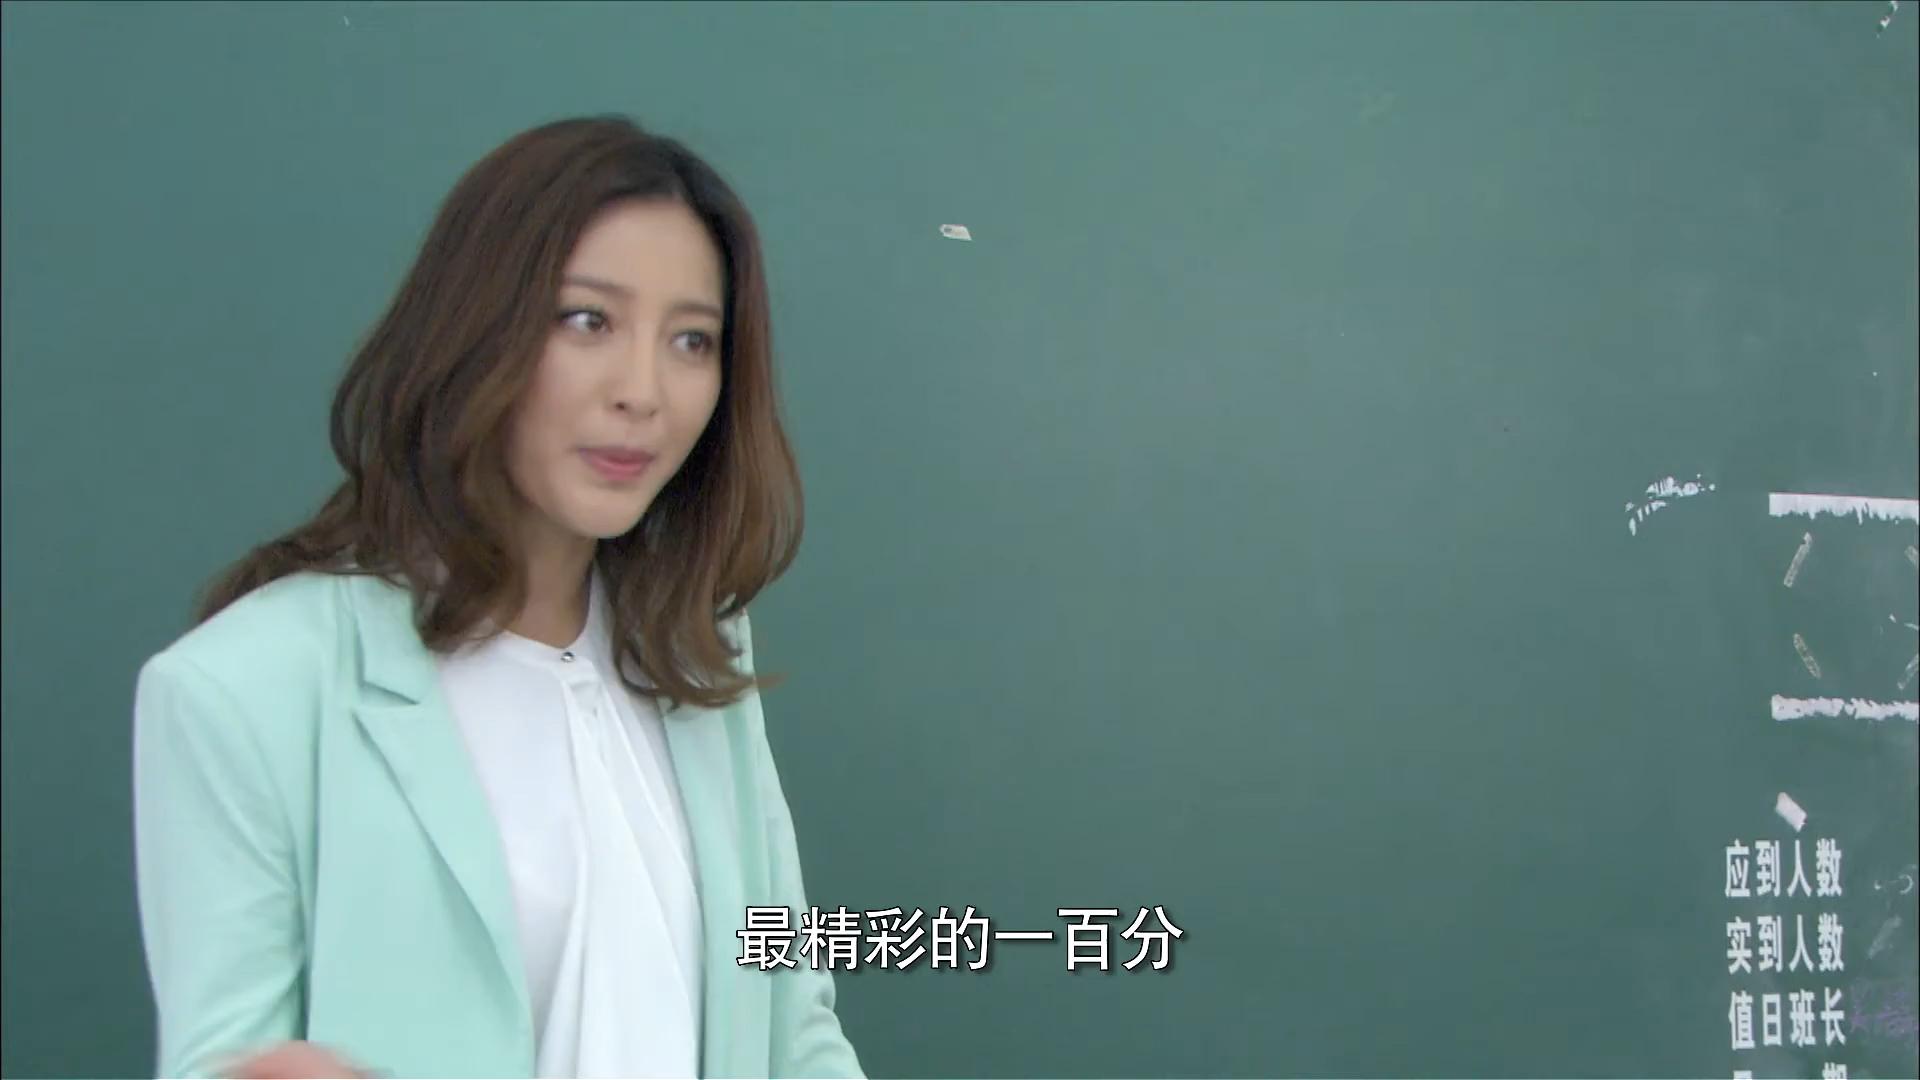 最精彩的一百分
应到人数
实到人数
值日班长